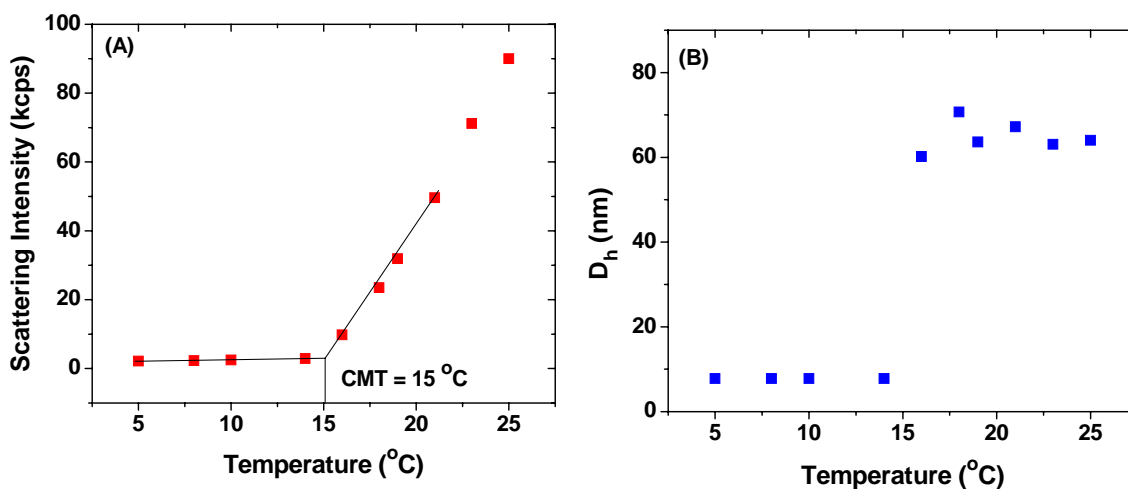 (A)
Scattering Intensity (kcps)
100
80
60
40
20
0
CMT = 15 °C
5 10 15 20 25
Temperature (°C)
(B)
D_h (nm)
80
60
40
20
0
5 10 15 20 25
Temperature (°C)